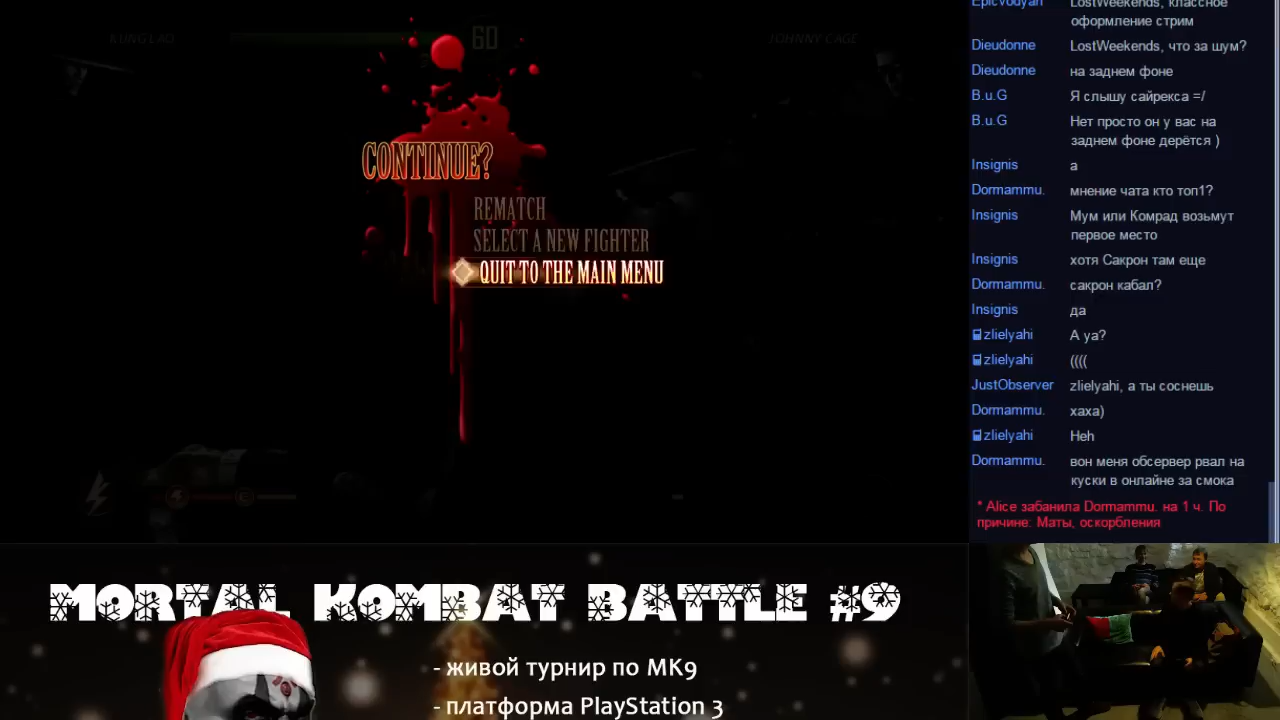 KUNG LAO
60
JOHNNY CAGE
CONTINUE?
REMATCH
SELECT A NEW FIGHTER
QUIT TO THE MAIN MENU
MORTAL KOMBAT BATTLE #9
- живой турнир по МК9
- платформа PlayStation 3
EpicVodyan LostWeekends, классное
оформление стрим
Dieudonne LostWeekends, что за шум?
Dieudonne на заднем фоне
B.u.G Я слышу сайрекса =/
B.u.G Нет просто он у вас на
заднем фоне дерётся )
Insignis а
Dormammu. мнение чата кто топ1?
Insignis Мум или Комрад возьмут
первое место
Insignis хотя Сакрон там еще
Dormammu. сакрон кабал?
Insignis да
zlielyahi А уа?
zlielyahi ((((
JustObserver zlielyahi, а ты соснешь
Dormammu. хаха)
zlielyahi Heh
Dormammu. вон меня обсервер рвал на
куски в онлайне за смока
* Alice забанила Dormammu. на 1 ч. По
причине: Маты, оскорбления